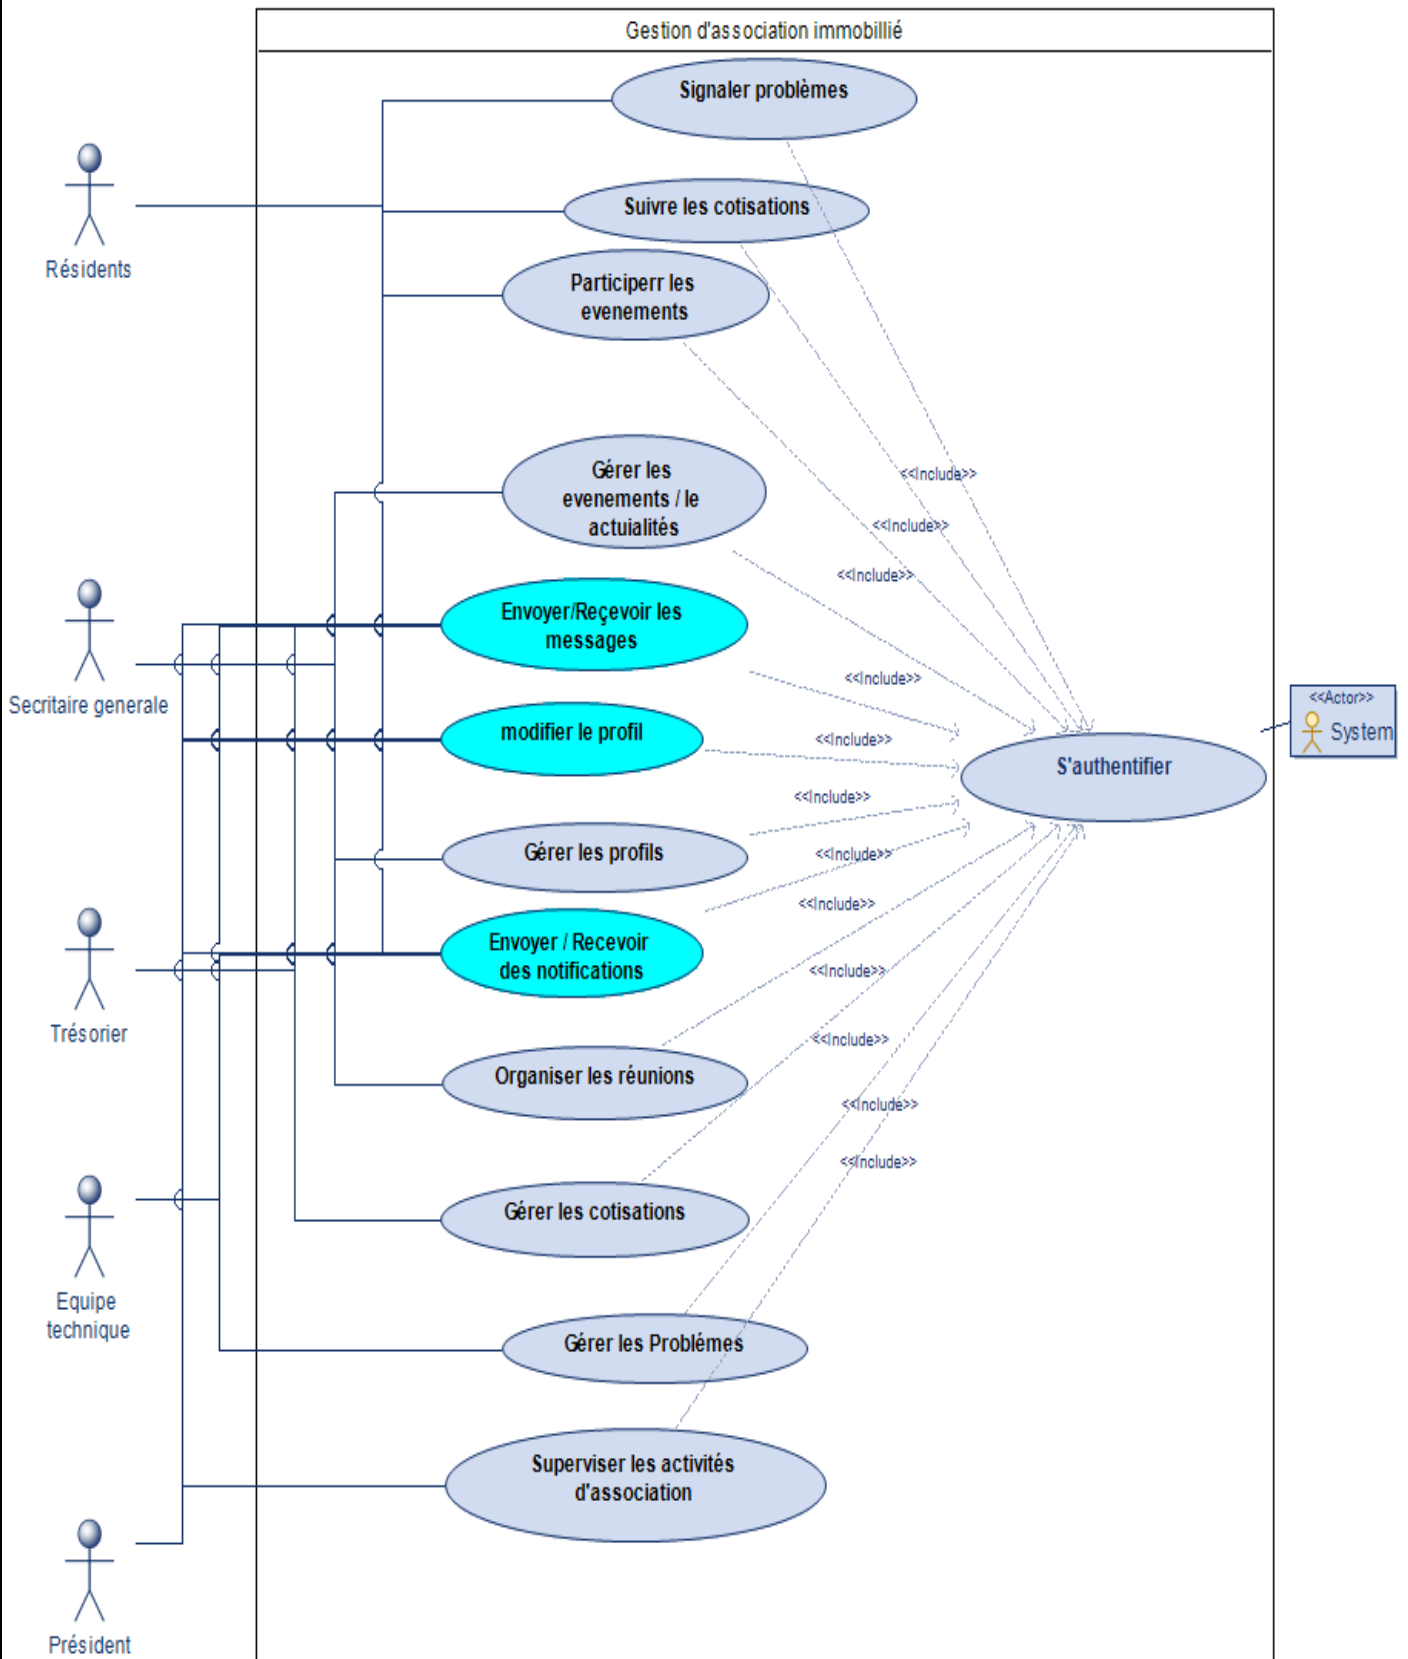 Gestion d'association immobillié
Signaler problèmes
Suivre les cotisations
Résidents
Participerr les
evenements
Gérer les
evenements / le
actuialités
<<Include>>
<<Include>>
<<Include>>
Envoyer/Reçevoir les
messages
Secritaire generale
<<Include>>
<<Actor>>
System
modifier le profil
<<Include>>
S'authentifier
<<Include>>
Gérer les profils
<<Include>>
<<Include>>
Envoyer / Recevoir
des notifications
<<Include>>
Trésorier
<<Include>>
Organiser les réunions
<<Include>>
<<Include>>
Gérer les cotisations
Equipe
technique
Gérer les Problémes
Superviser les activités
d'association
Président